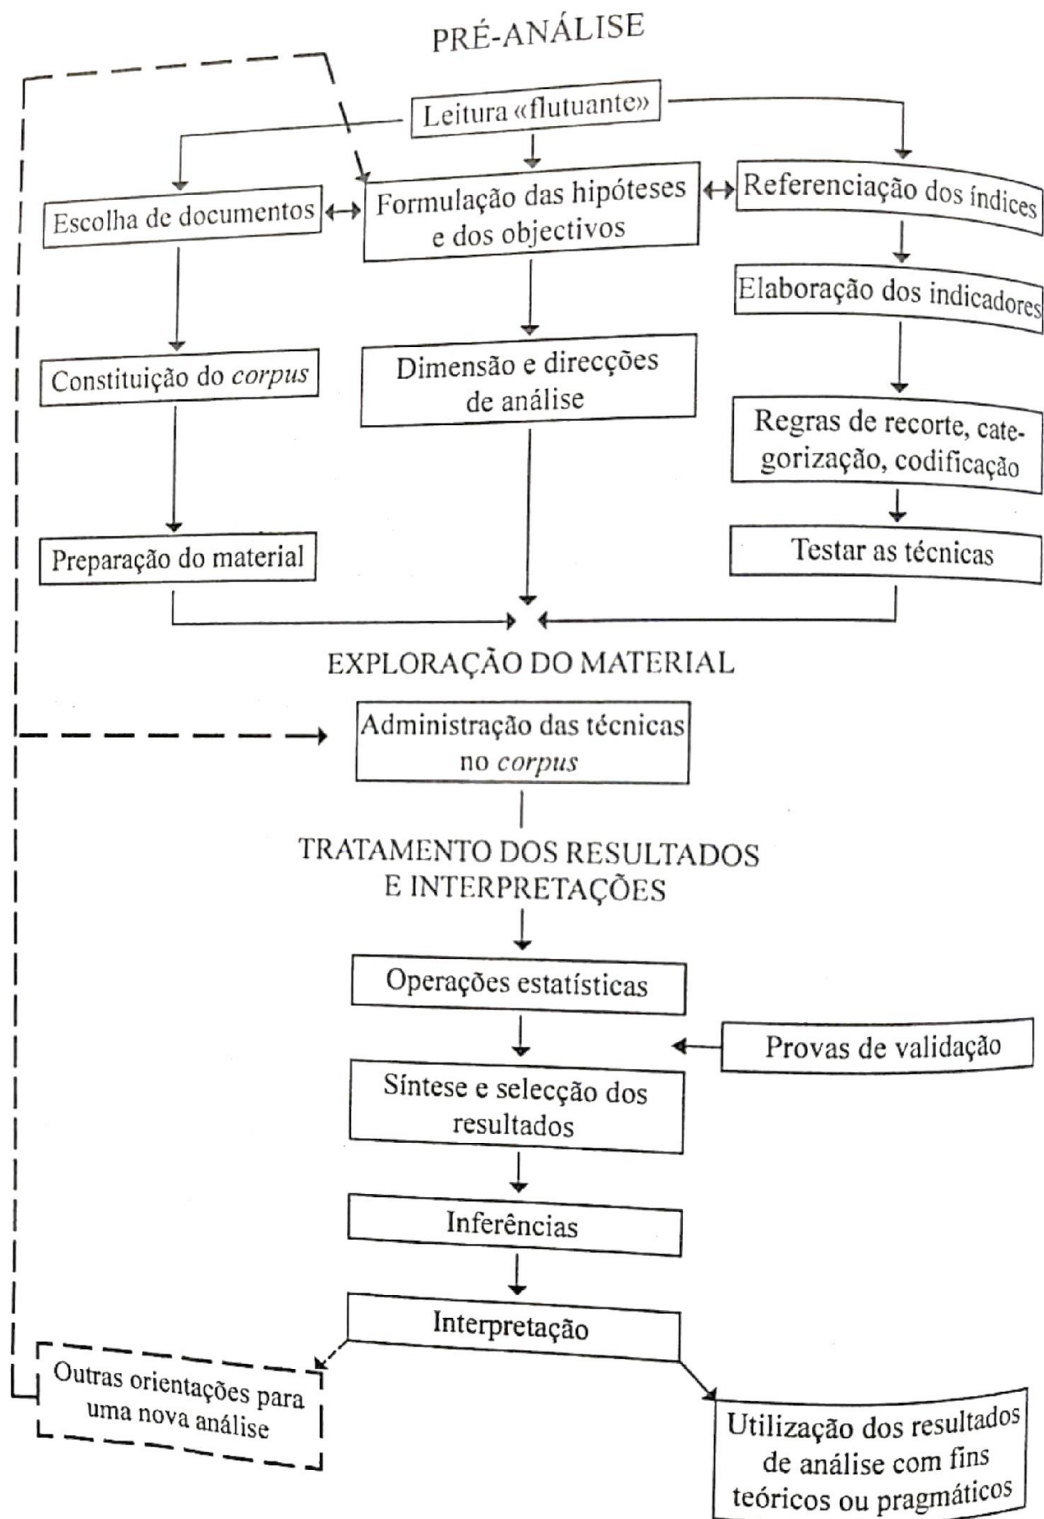 PRÉ-ANÁLISE
Leitura «flutuante»
Escolha de documentos
Formulação das hipóteses
e dos objectivos
Referenciação dos índices
Elaboração dos indicadores
Constituição do corpus
Dimensão e direcções
de análise
Regras de recorte, cate-
gorização, codificação
Preparação do material
Testar as técnicas
EXPLORAÇÃO DO MATERIAL
Administração das técnicas
no corpus
TRATAMENTO DOS RESULTADOS
E INTERPRETAÇÕES
Operações estatísticas
Provas de validação
Síntese e selecção dos
resultados
Inferências
Interpretação
Outras orientações para
uma nova análise
Utilização dos resultados
de análise com fins
teóricos ou pragmáticos